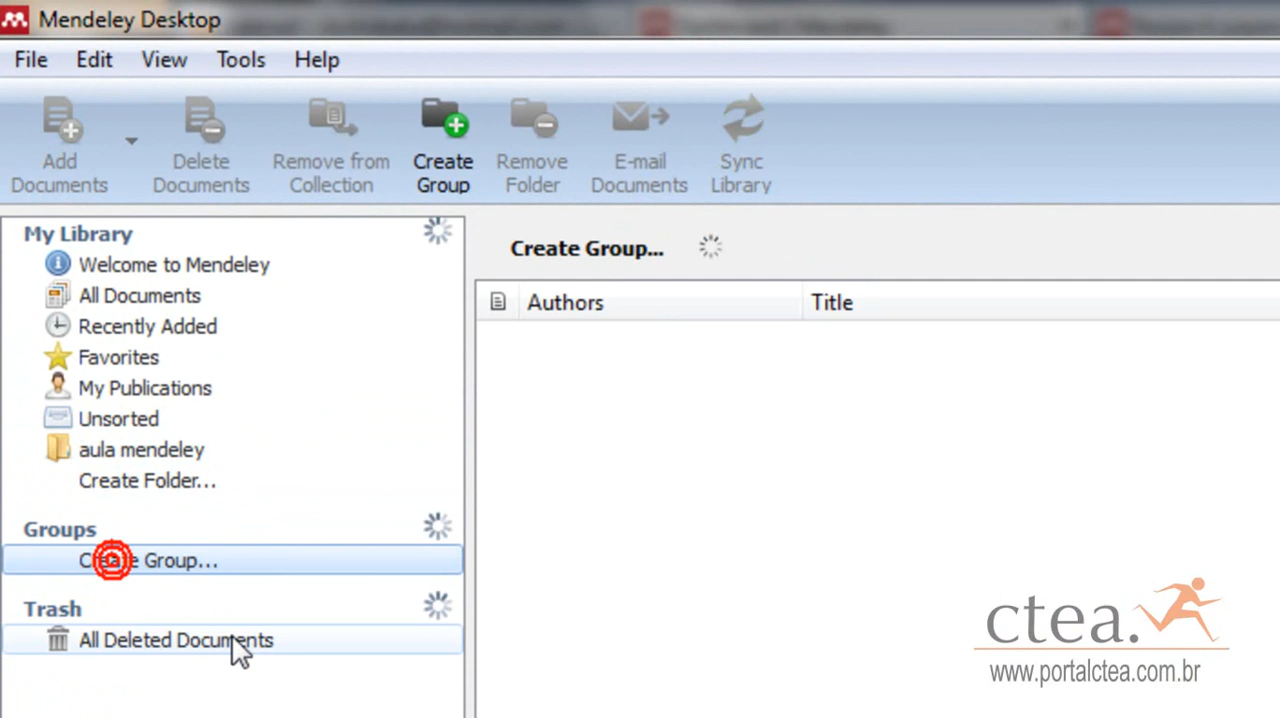 Mendeley Desktop
File Edit View Tools Help
Add Documents
Delete Documents
Remove from Collection
Create Group
Remove Folder
E-mail Documents
Sync Library
My Library
Welcome to Mendeley
All Documents
Recently Added
Favorites
My Publications
Unsorted
aula mendeley
Create Folder...
Groups
Create Group...
Trash
All Deleted Documents
Create Group...
Authors Title
ctea.
www.portalctea.com.br